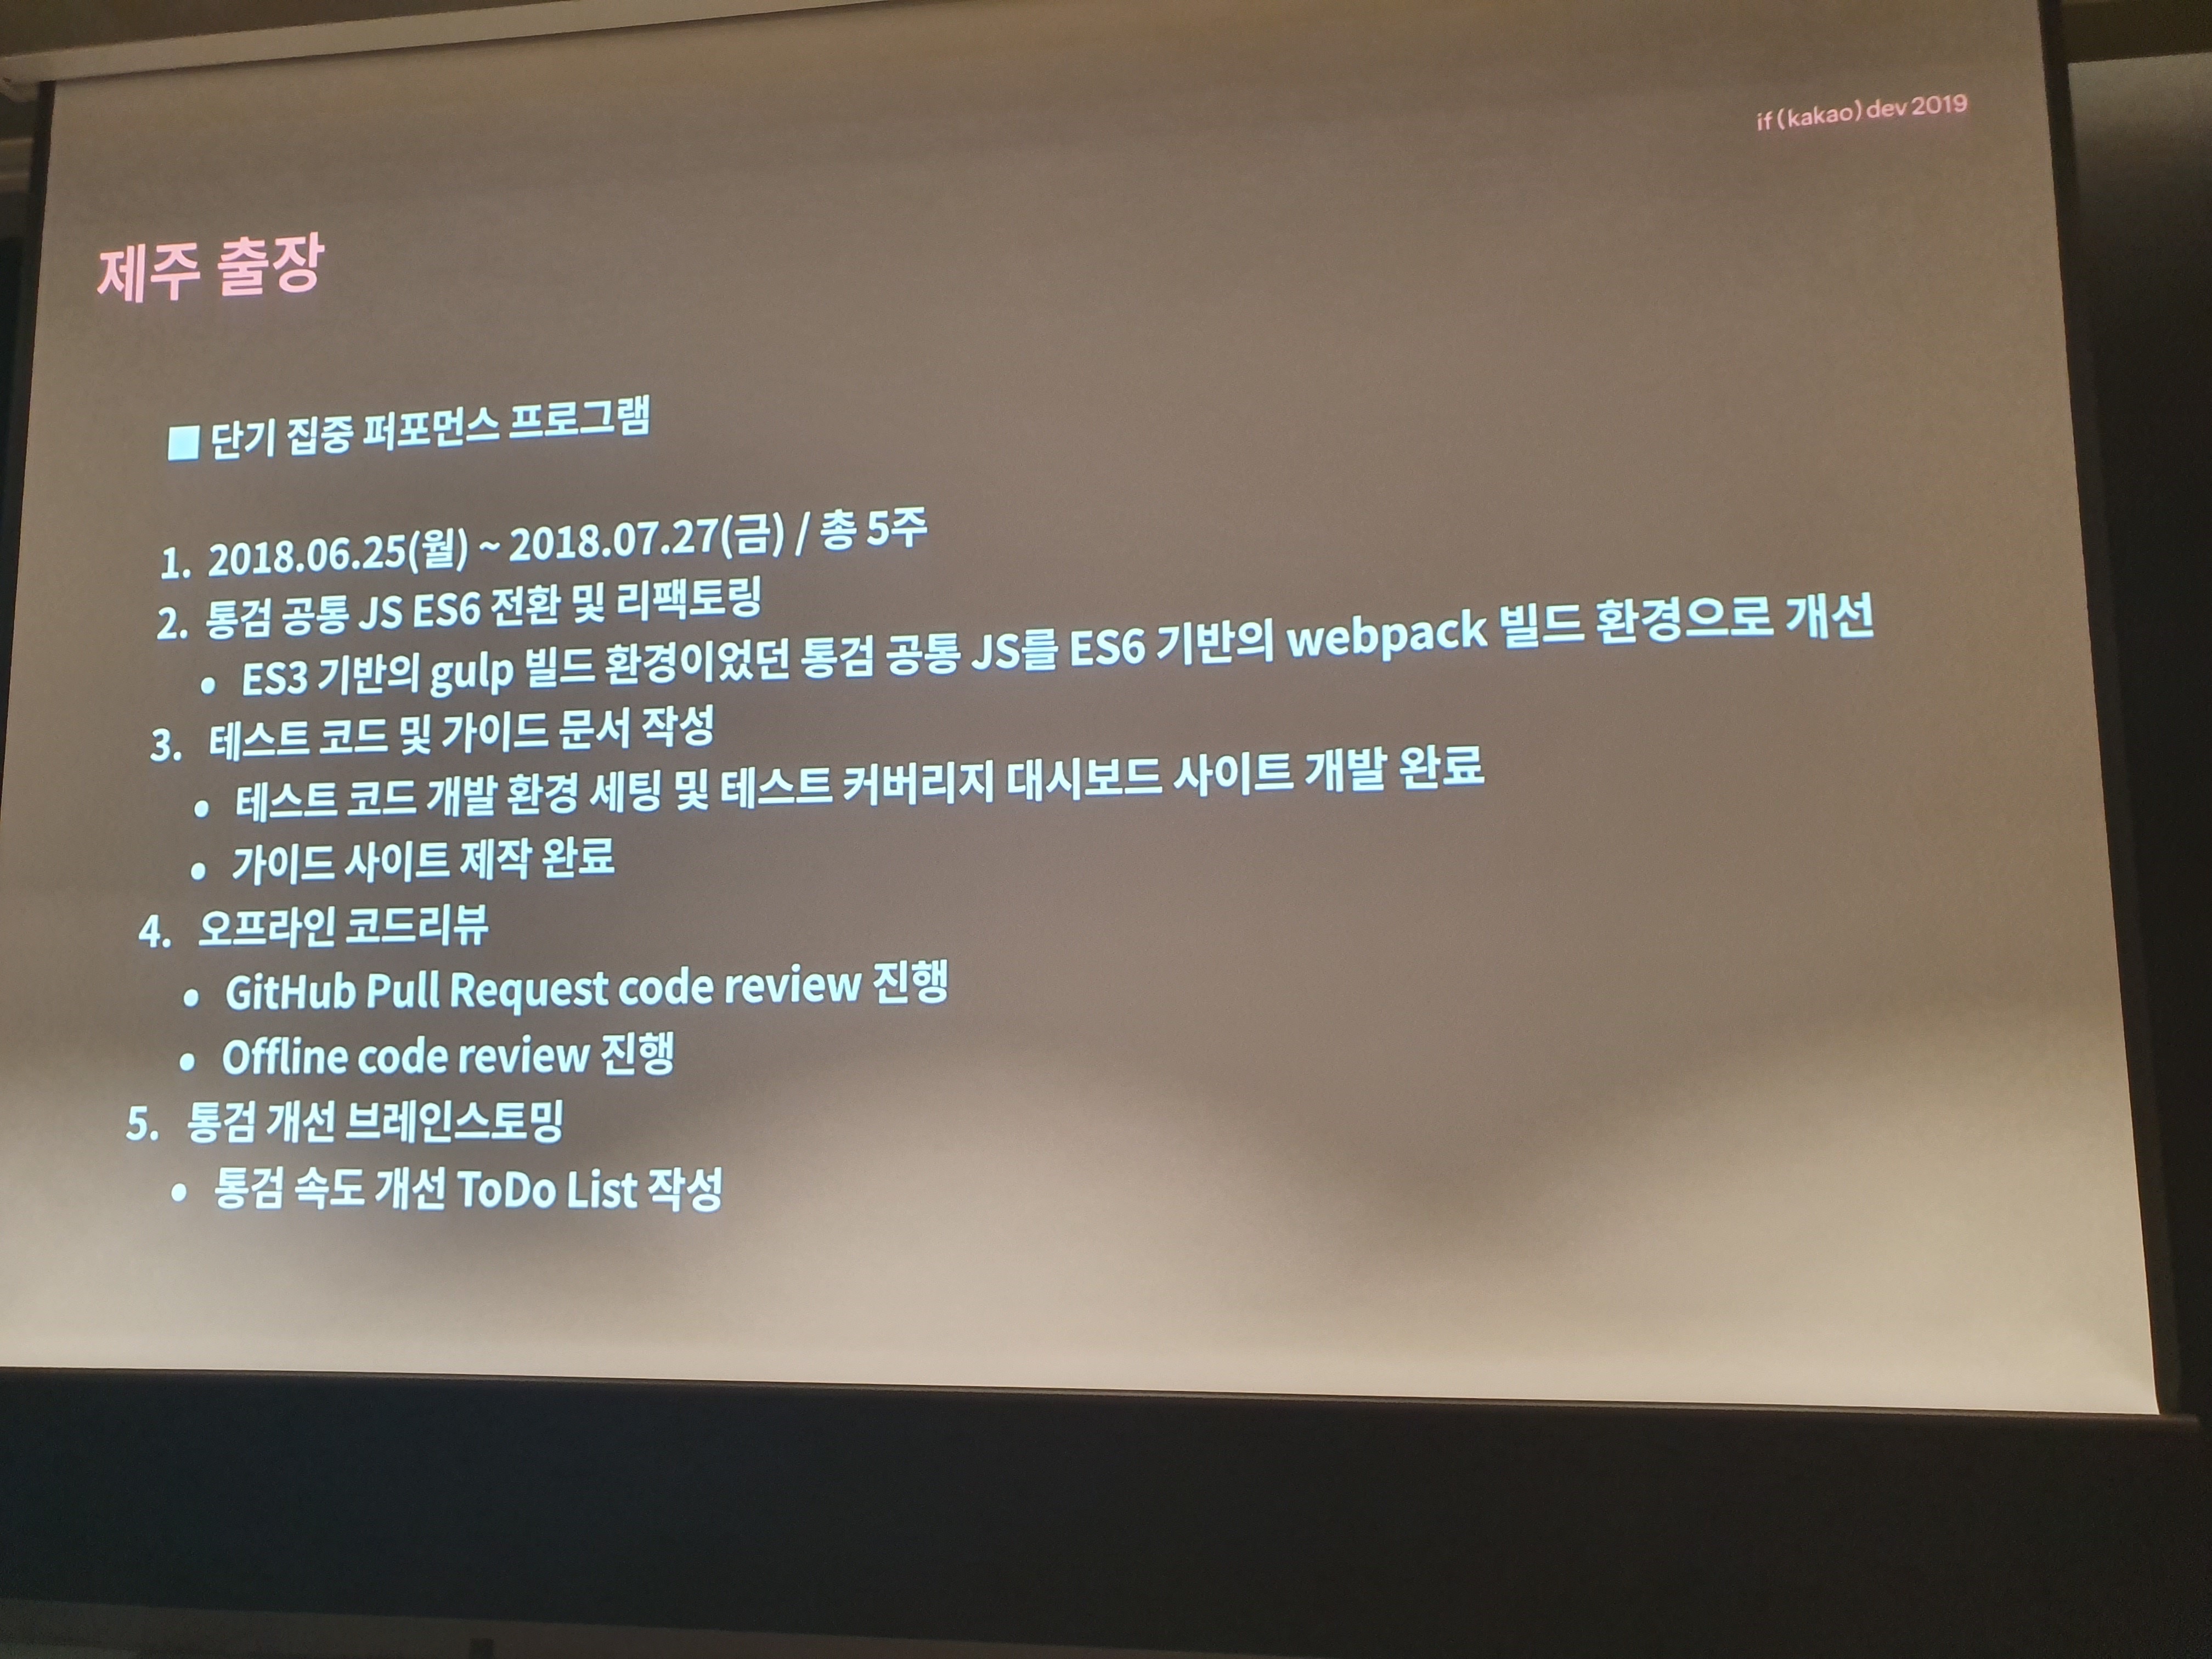 if(kakao)dev2019
제주 출장
■ 단기 집중 퍼포먼스 프로그램
1. 2018.06.25(월) ~ 2018.07.27(금) / 총 5주
2. 통검 공통 JS ES6 전환 및 리팩토링
• ES3 기반의 gulp 빌드 환경이었던 통검 공통 JS를 ES6 기반의 webpack 빌드 환경으로 개선
3. 테스트 코드 및 가이드 문서 작성
• 테스트 코드 개발 환경 세팅 및 테스트 커버리지 대시보드 사이트 개발 완료
• 가이드 사이트 제작 완료
4. 오프라인 코드리뷰
• GitHub Pull Request code review 진행
• Offline code review 진행
5. 통검 개선 브레인스토밍
• 통검 속도 개선 ToDo List 작성